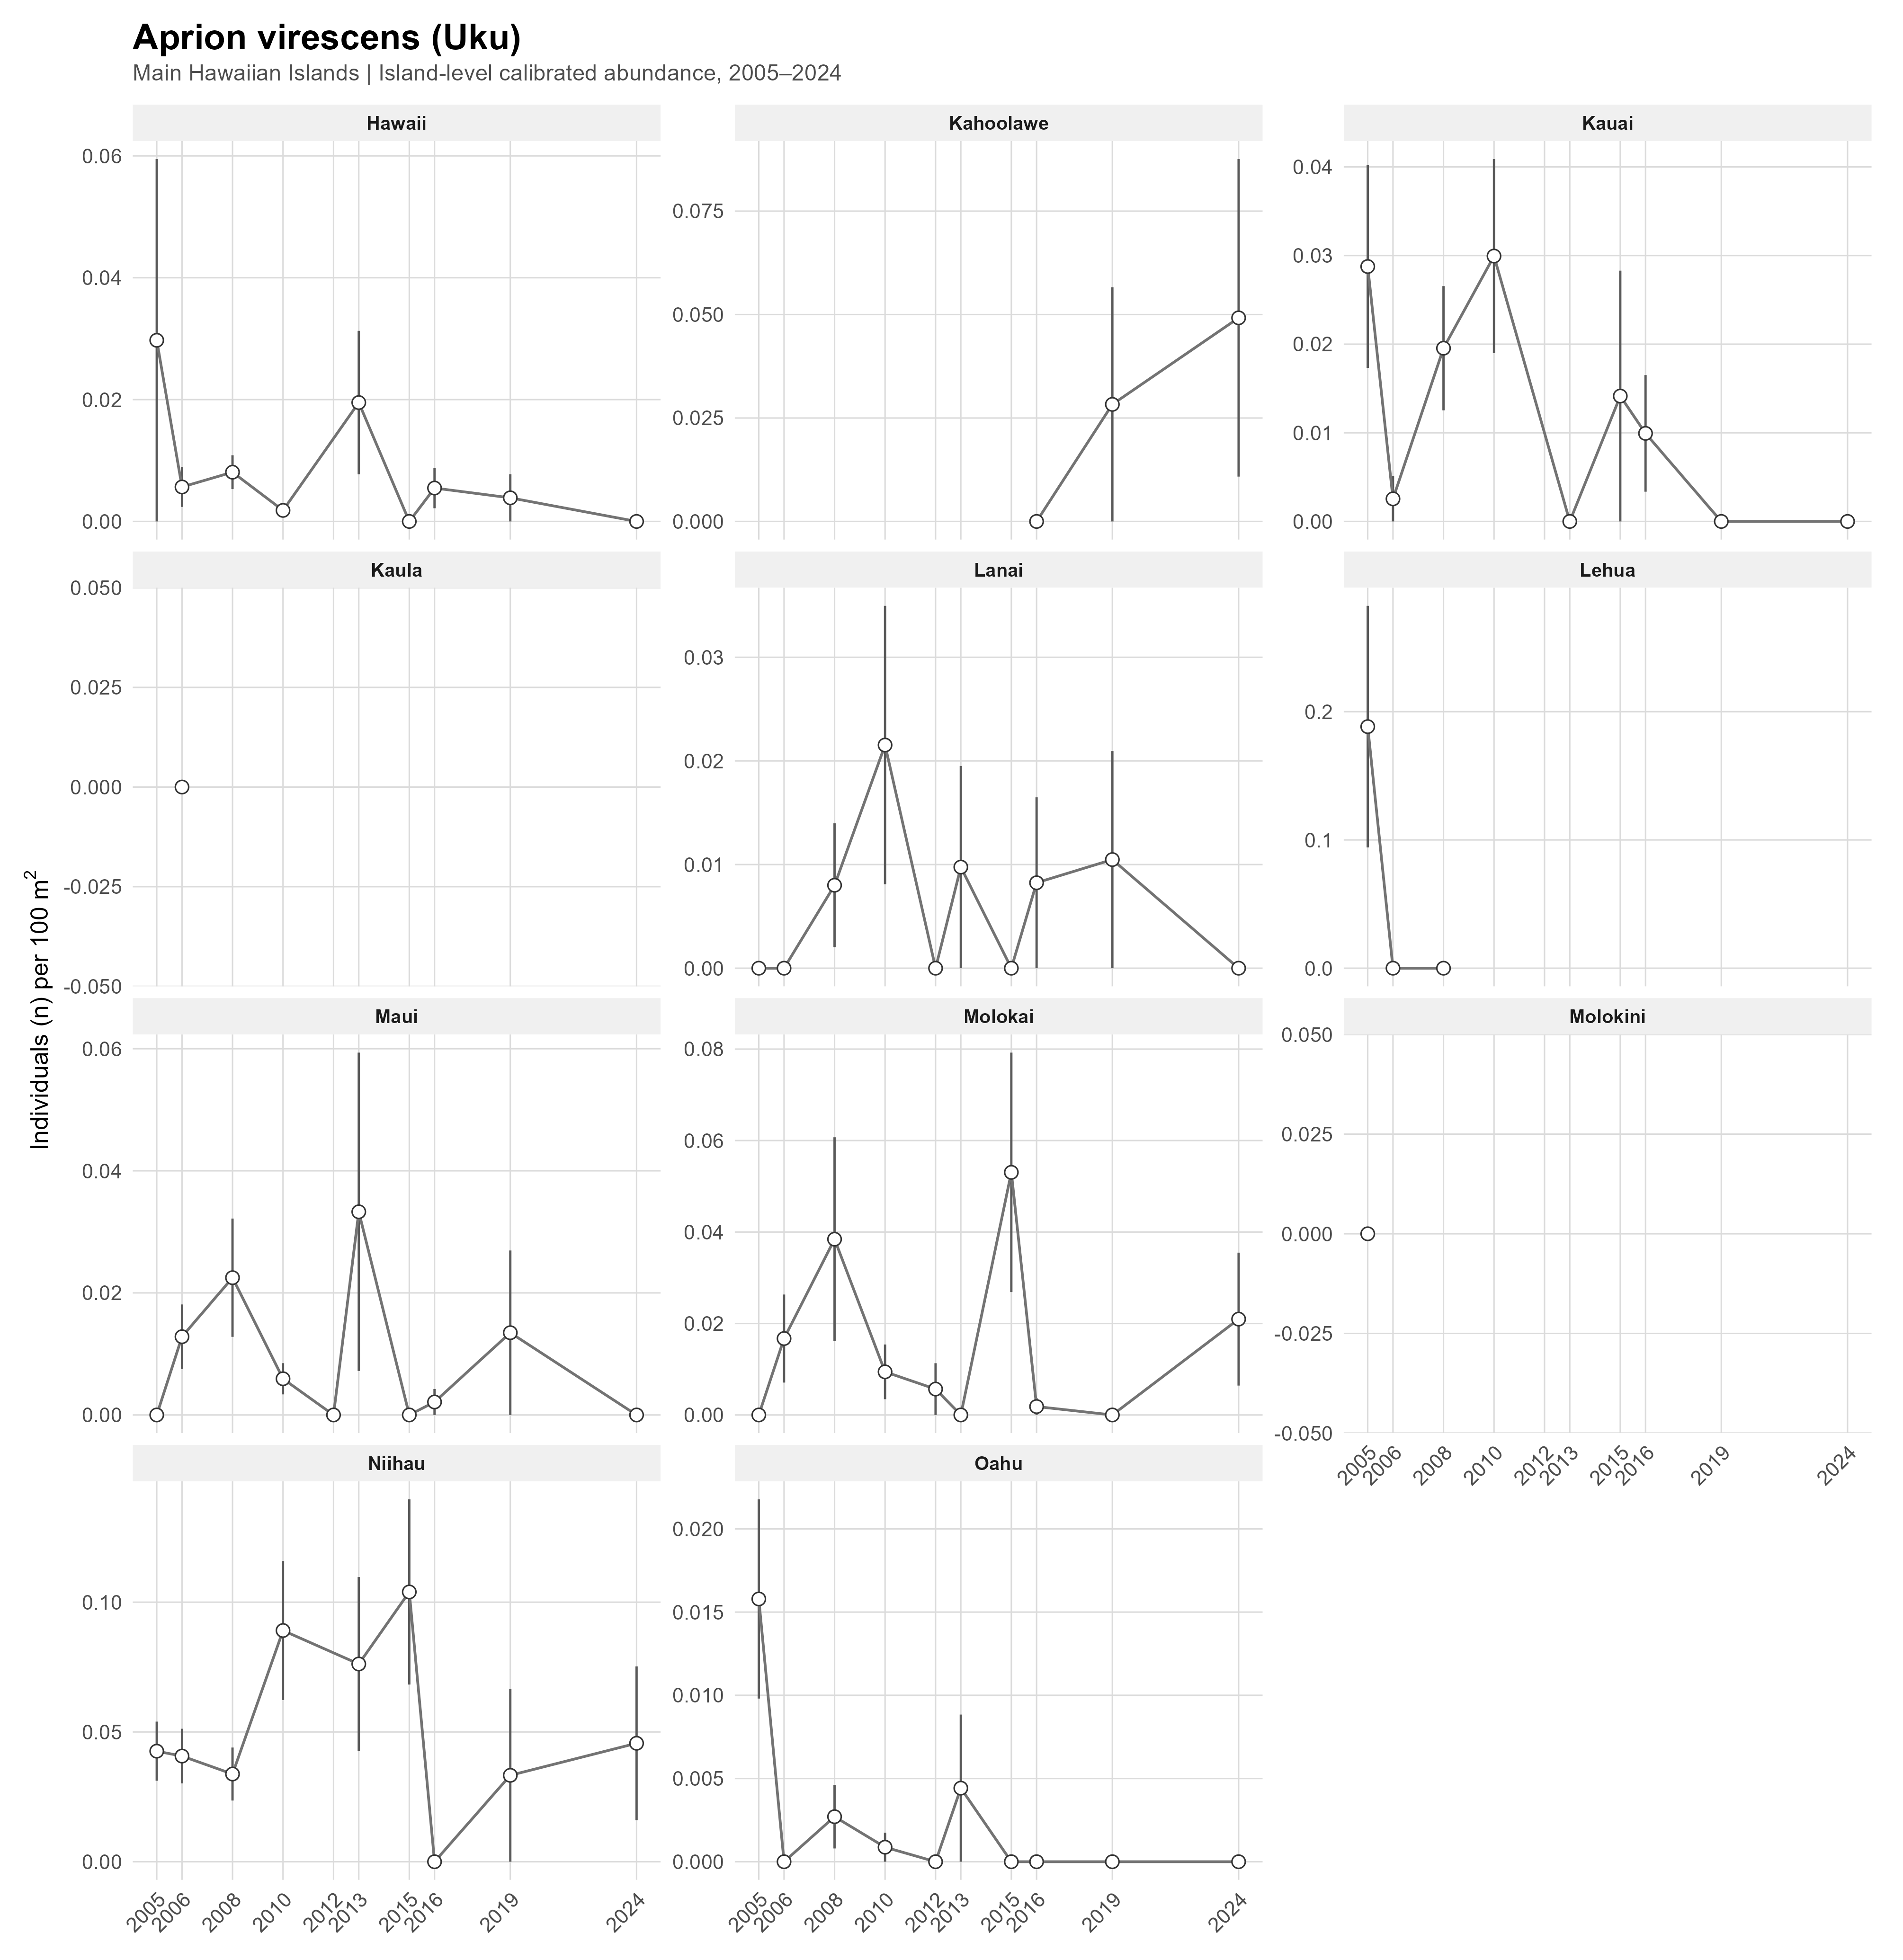 Aprion virescens (Uku)
Main Hawaiian Islands | Island-level calibrated abundance, 2005–2024
Individuals (n) per 100 m²
Hawaii
0.06
0.04
0.02
0.00
Kahoolawe
0.075
0.050
0.025
0.000
Kauai
0.04
0.03
0.02
0.01
0.00
Kaula
0.050
0.025
0.000
-0.025
-0.050
Lanai
0.03
0.02
0.01
0.00
Lehua
0.2
0.1
0.0
Maui
0.06
0.04
0.02
0.00
Molokai
0.08
0.06
0.04
0.02
0.00
Molokini
0.050
0.025
0.000
-0.025
-0.050
2005 2006 2008 2010 2012 2013 2015 2016 2019 2024
Niihau
0.10
0.05
0.00
2005 2006 2008 2010 2012 2013 2015 2016 2019 2024
Oahu
0.020
0.015
0.010
0.005
0.000
2005 2006 2008 2010 2012 2013 2015 2016 2019 2024